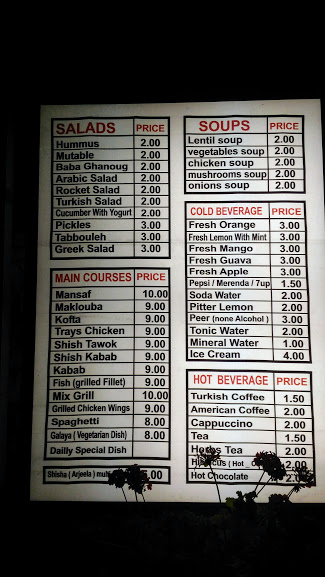 SALADS PRICE
Hummus 2.00
Mutable 2.00
Baba Ghanoug 2.00
Arabic Salad 2.00
Rocket Salad 2.00
Turkish Salad 2.00
Cucumber With Yogurt 2.00
Pickles 3.00
Tabbouleh 3.00
Greek Salad 3.00
MAIN COURSES PRICE
Mansaf 10.00
Maklouba 9.00
Kofta 9.00
Trays Chicken 9.00
Shish Tawok 9.00
Shish Kabab 9.00
Kabab 9.00
Fish (grilled Fillet) 9.00
Mix Grill 10.00
Grilled Chicken Wings 9.00
Spaghetti 8.00
Galaya ( Vegetarian Dish) 8.00
Dailly Special Dish
Shisha ( Arjeela ) 5.00
SOUPS PRICE
Lentil soup 2.00
vegetables soup 2.00
chicken soup 2.00
mushrooms soup 2.00
onions soup 2.00
COLD BEVERAGE PRICE
Fresh Orange 3.00
Fresh Lemon With Mint 3.00
Fresh Mango 3.00
Fresh Guava 3.00
Fresh Apple 3.00
Pepsi / Merenda / 7up 1.50
Soda Water 2.00
Pitter Lemon 2.00
Peer (none Alcohol ) 3.00
Tonic Water 2.00
Mineral Water 1.00
Ice Cream 4.00
HOT BEVERAGE PRICE
Turkish Coffee 1.50
American Coffee 2.00
Cappuccino 2.00
Tea 1.50
Herbs Tea 2.00
Hibiscus ( Hot _ 2.00
Hot Chocolate 2.00